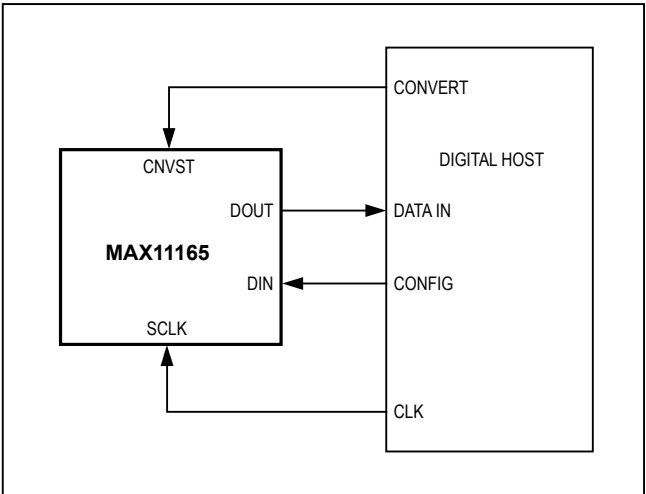 CONVERT
CNVST
DIGITAL HOST
DOUT
DATA IN
MAX11165
DIN
CONFIG
SCLK
CLK